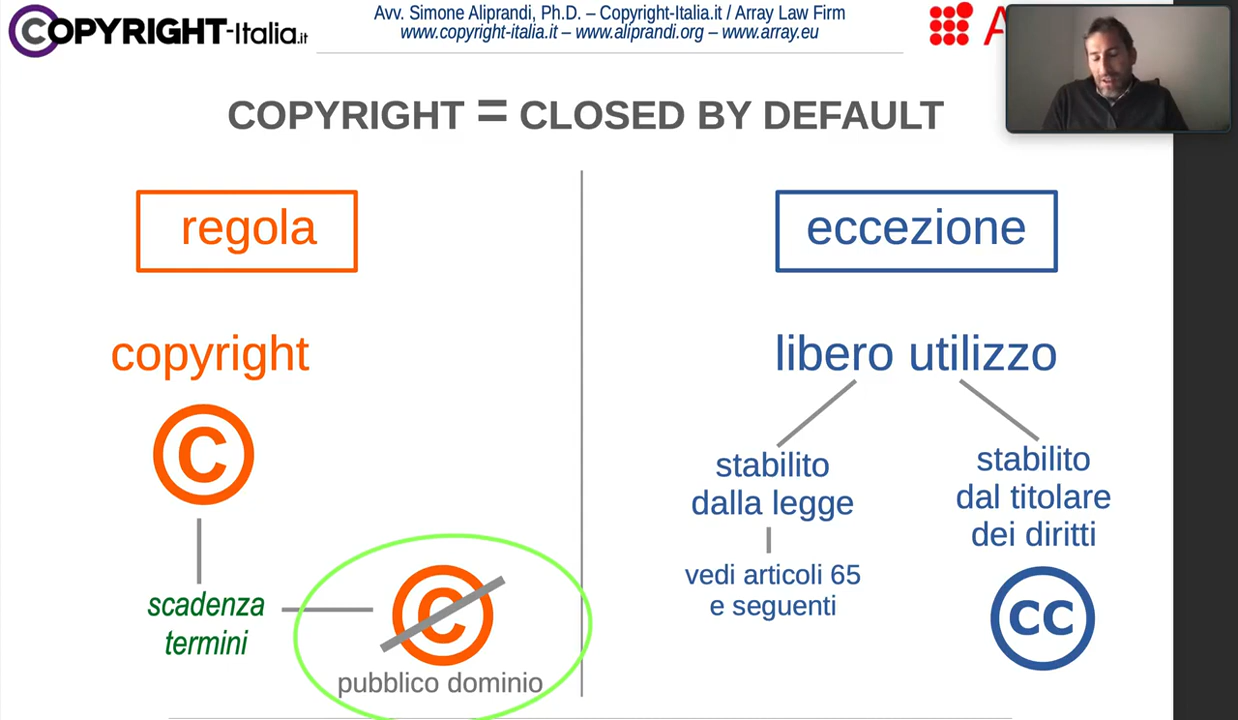 COPYRIGHT-Italia.it
Avv. Simone Aliprandi, Ph.D. – Copyright-Italia.it / Array Law Firm
www.copyright-italia.it – www.aliprandi.org – www.array.eu
A
COPYRIGHT = CLOSED BY DEFAULT
regola
copyright
C
scadenza
termini
C
pubblico dominio
eccezione
libero utilizzo
stabilito
dalla legge
vedi articoli 65
e seguenti
stabilito
dal titolare
dei diritti
CC